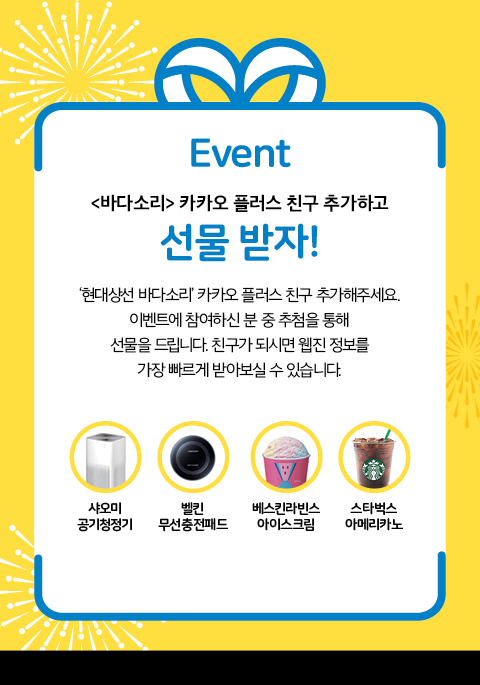 Event
<바다소리> 카카오 플러스 친구 추가하고
선물 받자!
‘현대상선 바다소리’ 카카오 플러스 친구 추가해주세요.
이벤트에 참여하신 분 중 추첨을 통해
선물을 드립니다. 친구가 되시면 웹진 정보를
가장 빠르게 받아보실 수 있습니다.
샤오미
공기청정기
벨킨
무선충전패드
베스킨라빈스
아이스크림
스타벅스
아메리카노